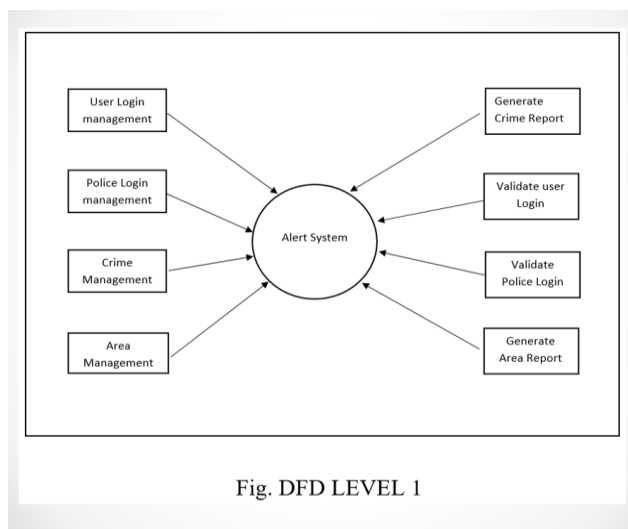 User Login
management
Police Login
management
Crime
Management
Area
Management
Alert System
Generate
Crime Report
Validate user
Login
Validate
Police Login
Generate
Area Report
Fig. DFD LEVEL 1